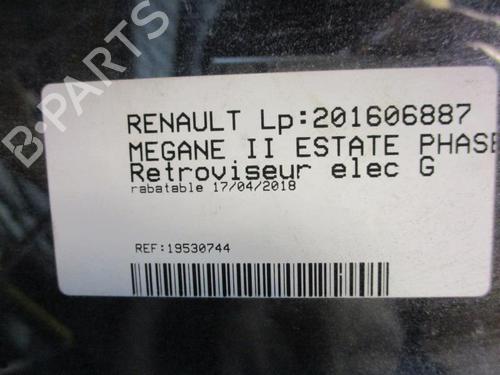 B-PARTS
RENAULT Lp:201606887
MEGANE II ESTATE PHASE
Retroviseur elec G
rabatable 17/04/2018
REF:19530744